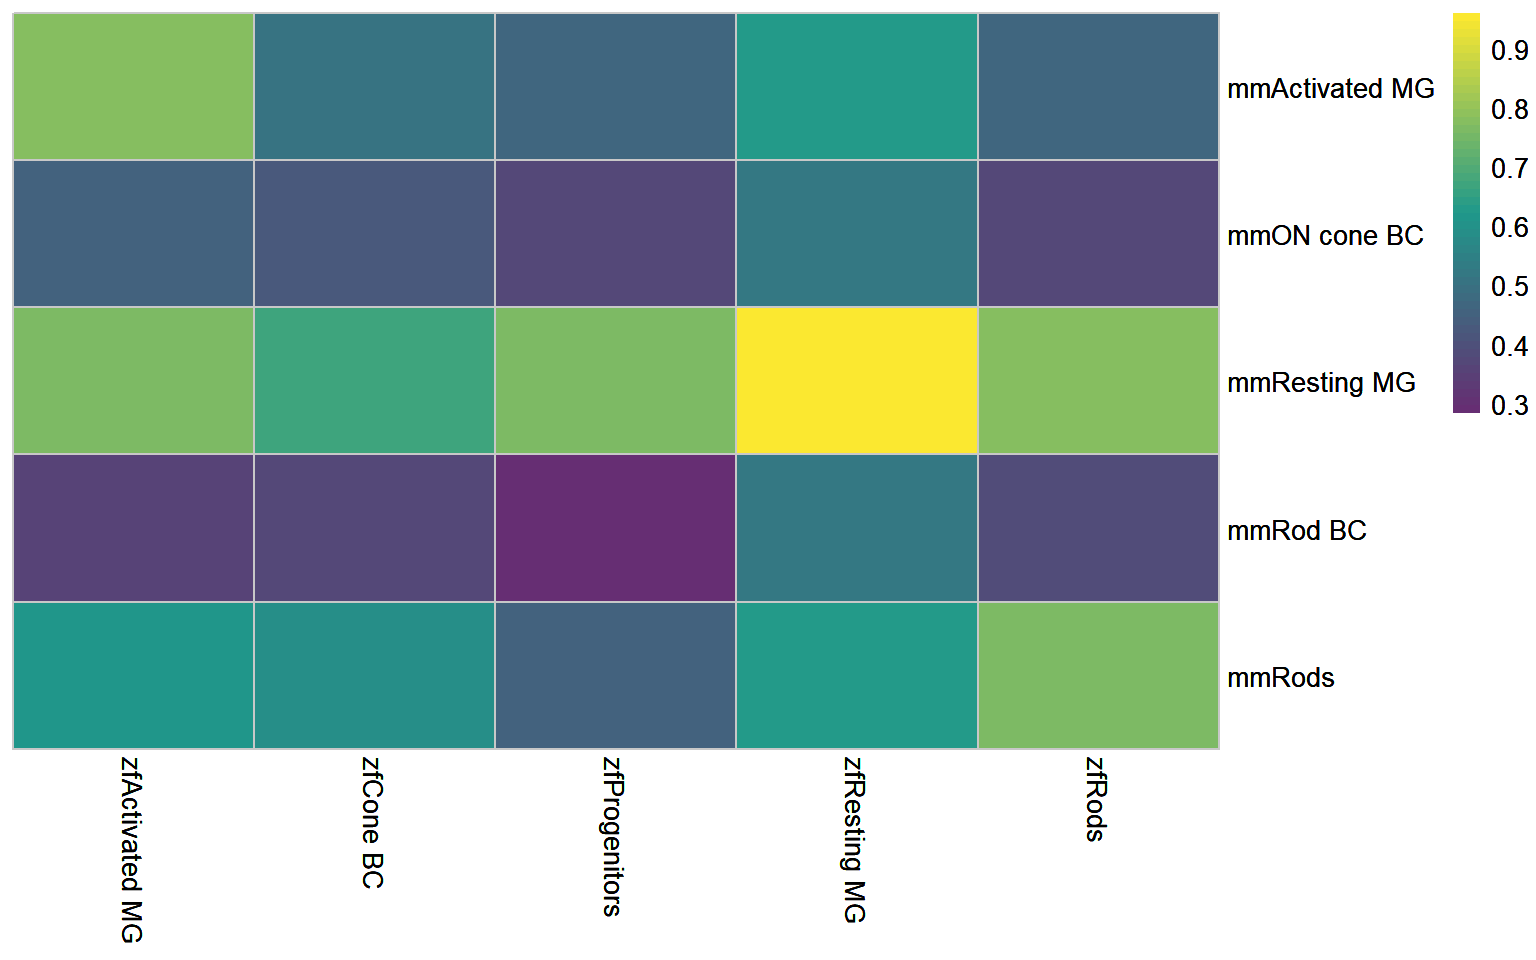 0.9
mmActivated MG
0.8
0.7
mmON cone BC
0.6
0.5
0.4
mmResting MG
0.3
mmRod BC
mmRods
zfActivated MG
zfCone BC
zfProgenitors
zfResting MG
zfRods